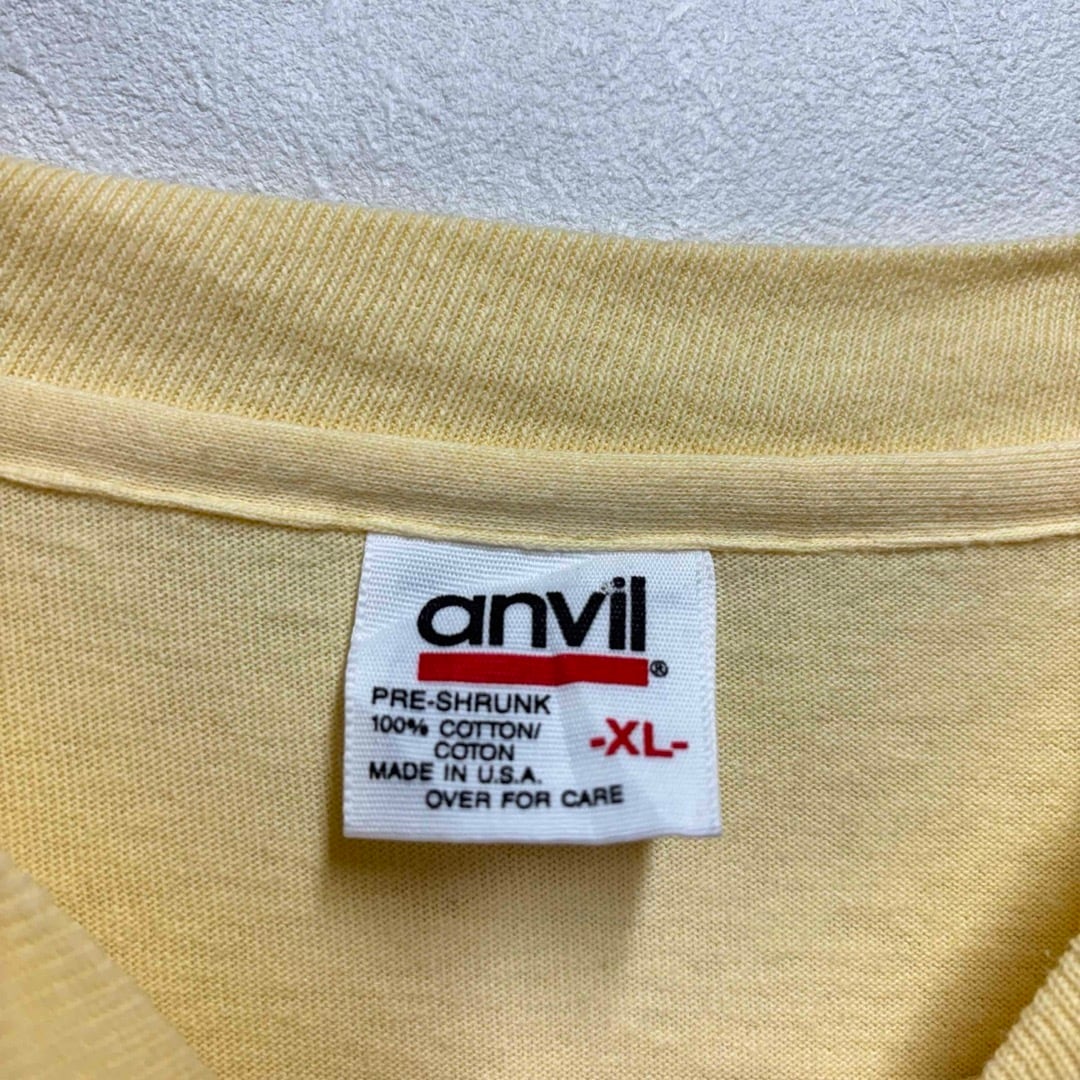 anvil®
PRE-SHRUNK
100% COTTON/
COTON
-XL-
MADE IN U.S.A.
OVER FOR CARE